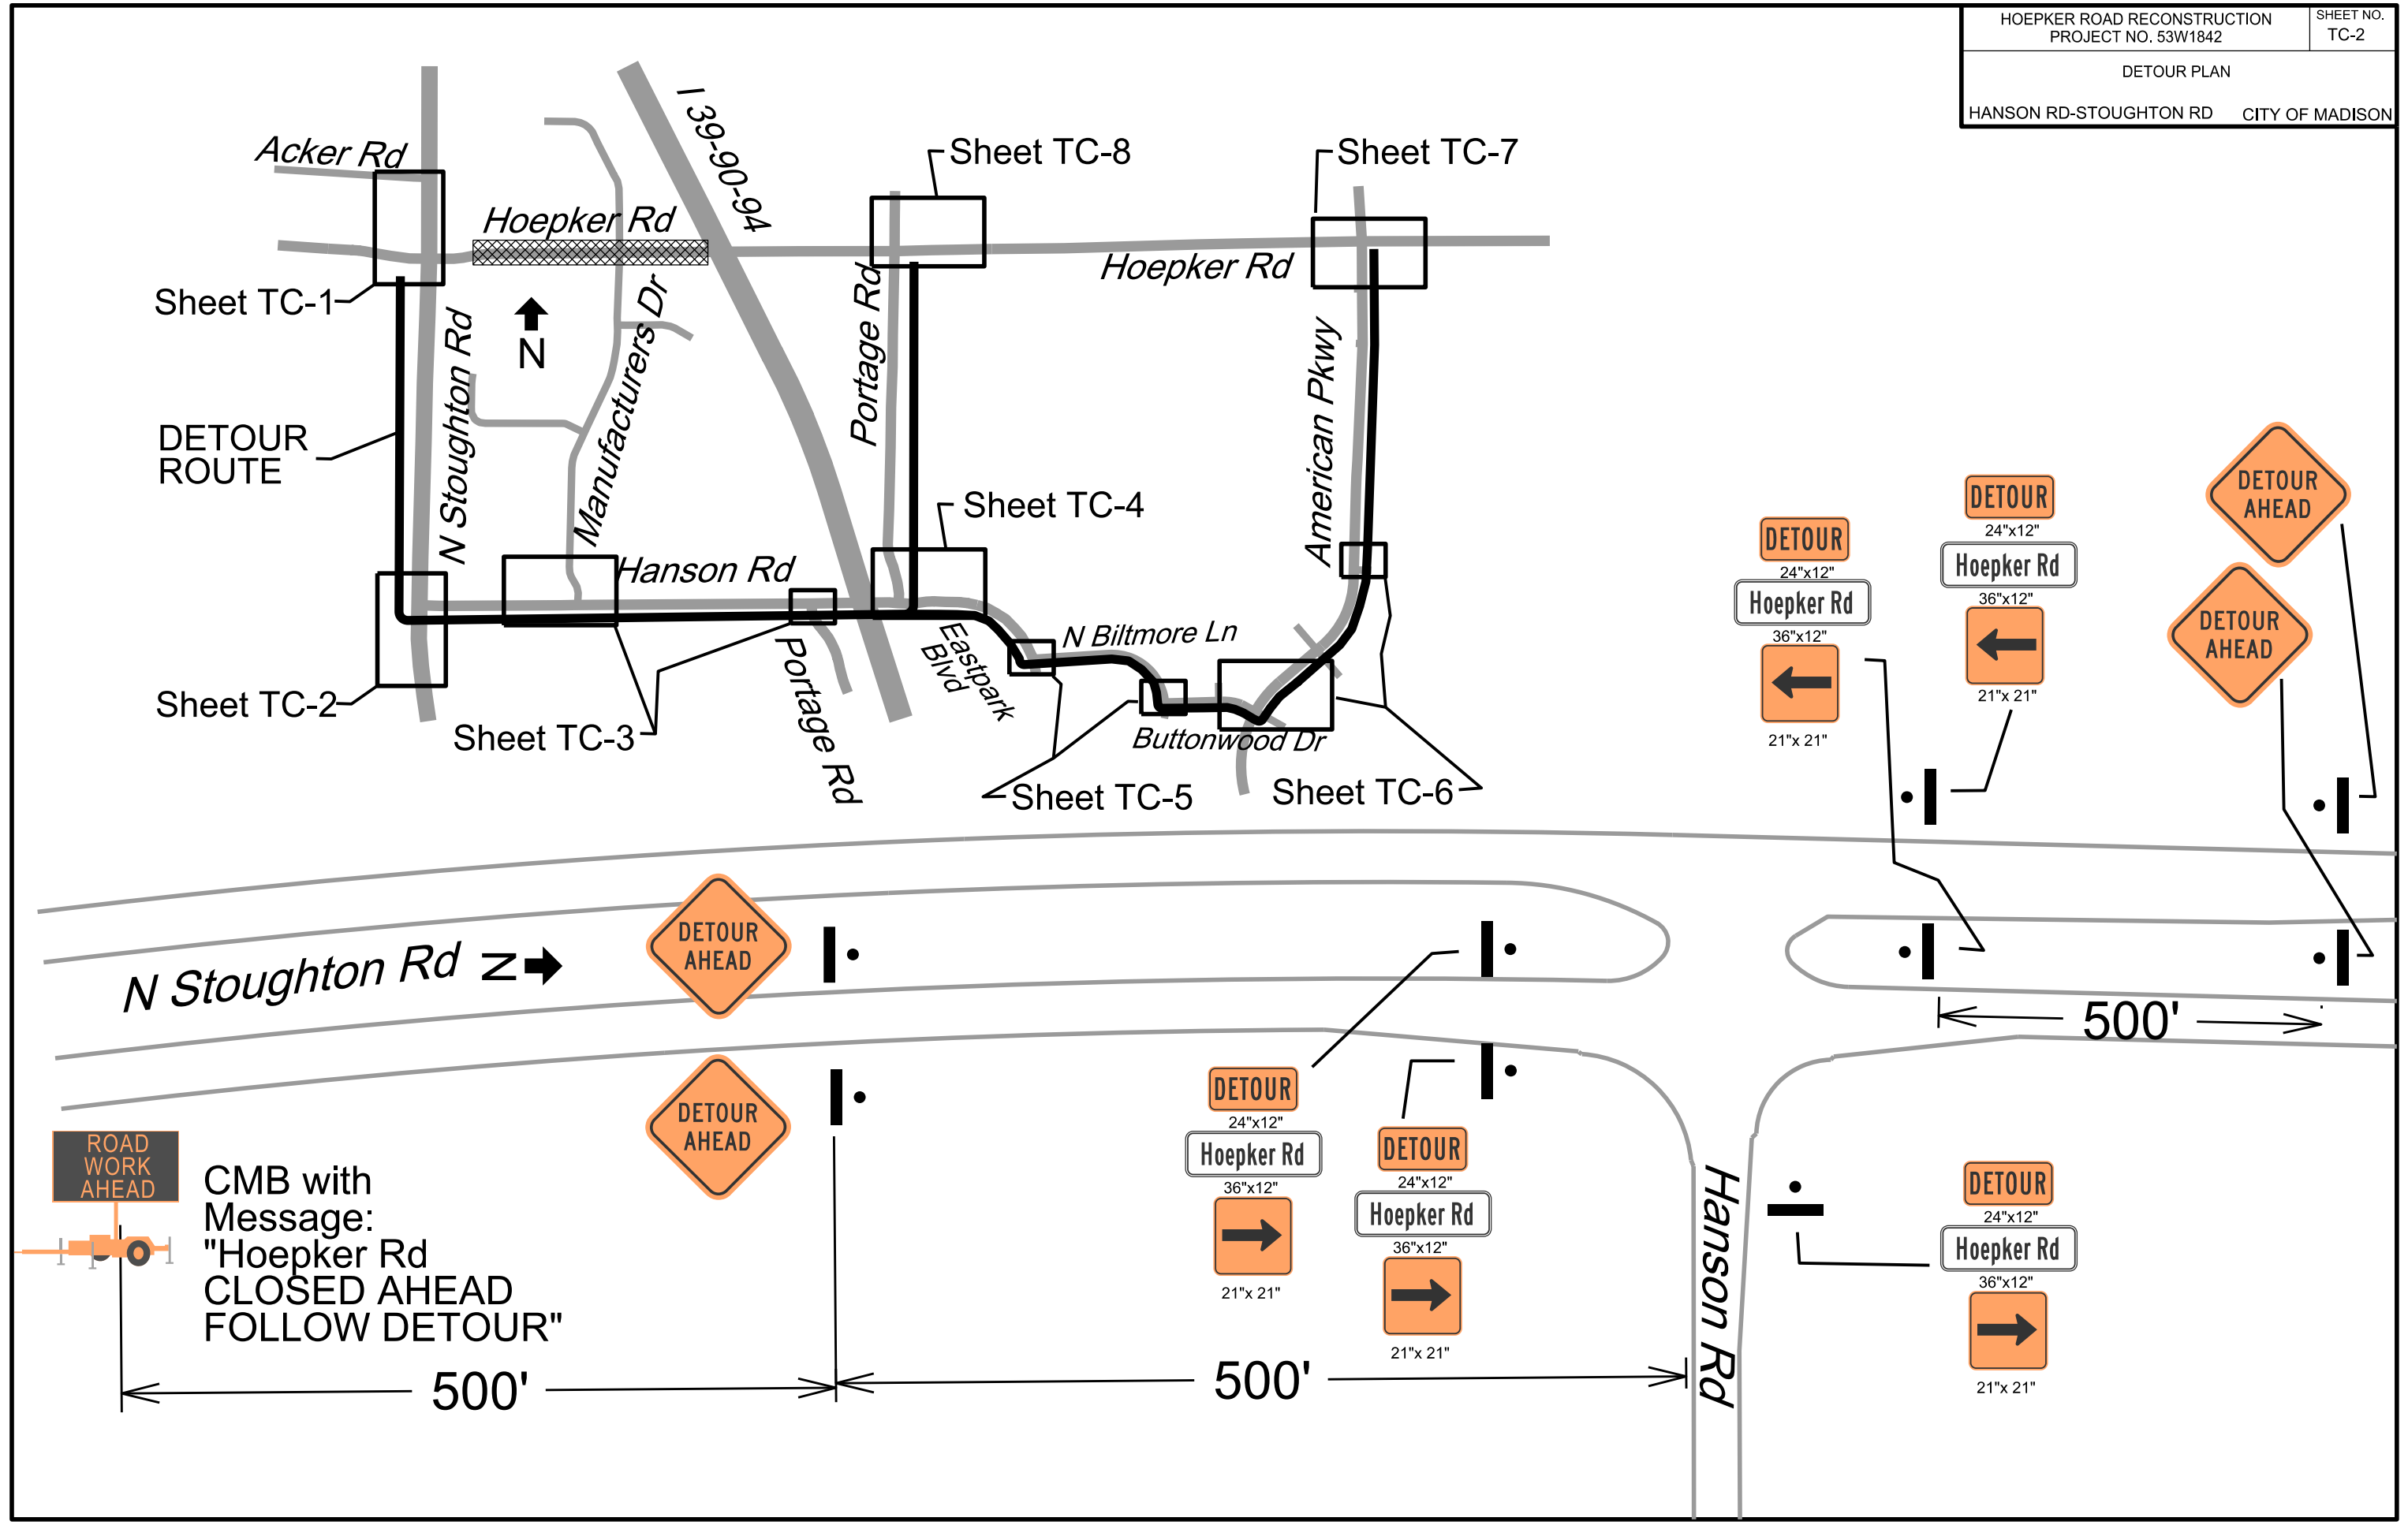 HOEPKER ROAD RECONSTRUCTION
PROJECT NO. 53W1842
SHEET NO.
TC-2
DETOUR PLAN
HANSON RD-STOUGHTON RD
CITY OF MADISON
Acker Rd
Hoepker Rd
I 39-90-94
Sheet TC-8
Sheet TC-7
Hoepker Rd
Sheet TC-1
N
N Stoughton Rd
Manufacturers Dr
Portage Rd
American Pkwy
DETOUR
ROUTE
Sheet TC-4
Hanson Rd
Sheet TC-2
Sheet TC-3
Portage Rd
Eastpark
Blvd
N Biltmore Ln
Buttonwood Dr
Sheet TC-5
Sheet TC-6
DETOUR
24"x12"
Hoepker Rd
36"x12"
21"x 21"
DETOUR
24"x12"
Hoepker Rd
36"x12"
21"x 21"
DETOUR
AHEAD
DETOUR
AHEAD
N Stoughton Rd
N
DETOUR
AHEAD
DETOUR
AHEAD
500'
ROAD
WORK
AHEAD
CMB with
Message:
"Hoepker Rd
CLOSED AHEAD
FOLLOW DETOUR"
DETOUR
24"x12"
Hoepker Rd
36"x12"
21"x 21"
DETOUR
24"x12"
Hoepker Rd
36"x12"
21"x 21"
Hanson Rd
DETOUR
24"x12"
Hoepker Rd
36"x12"
21"x 21"
500'
500'